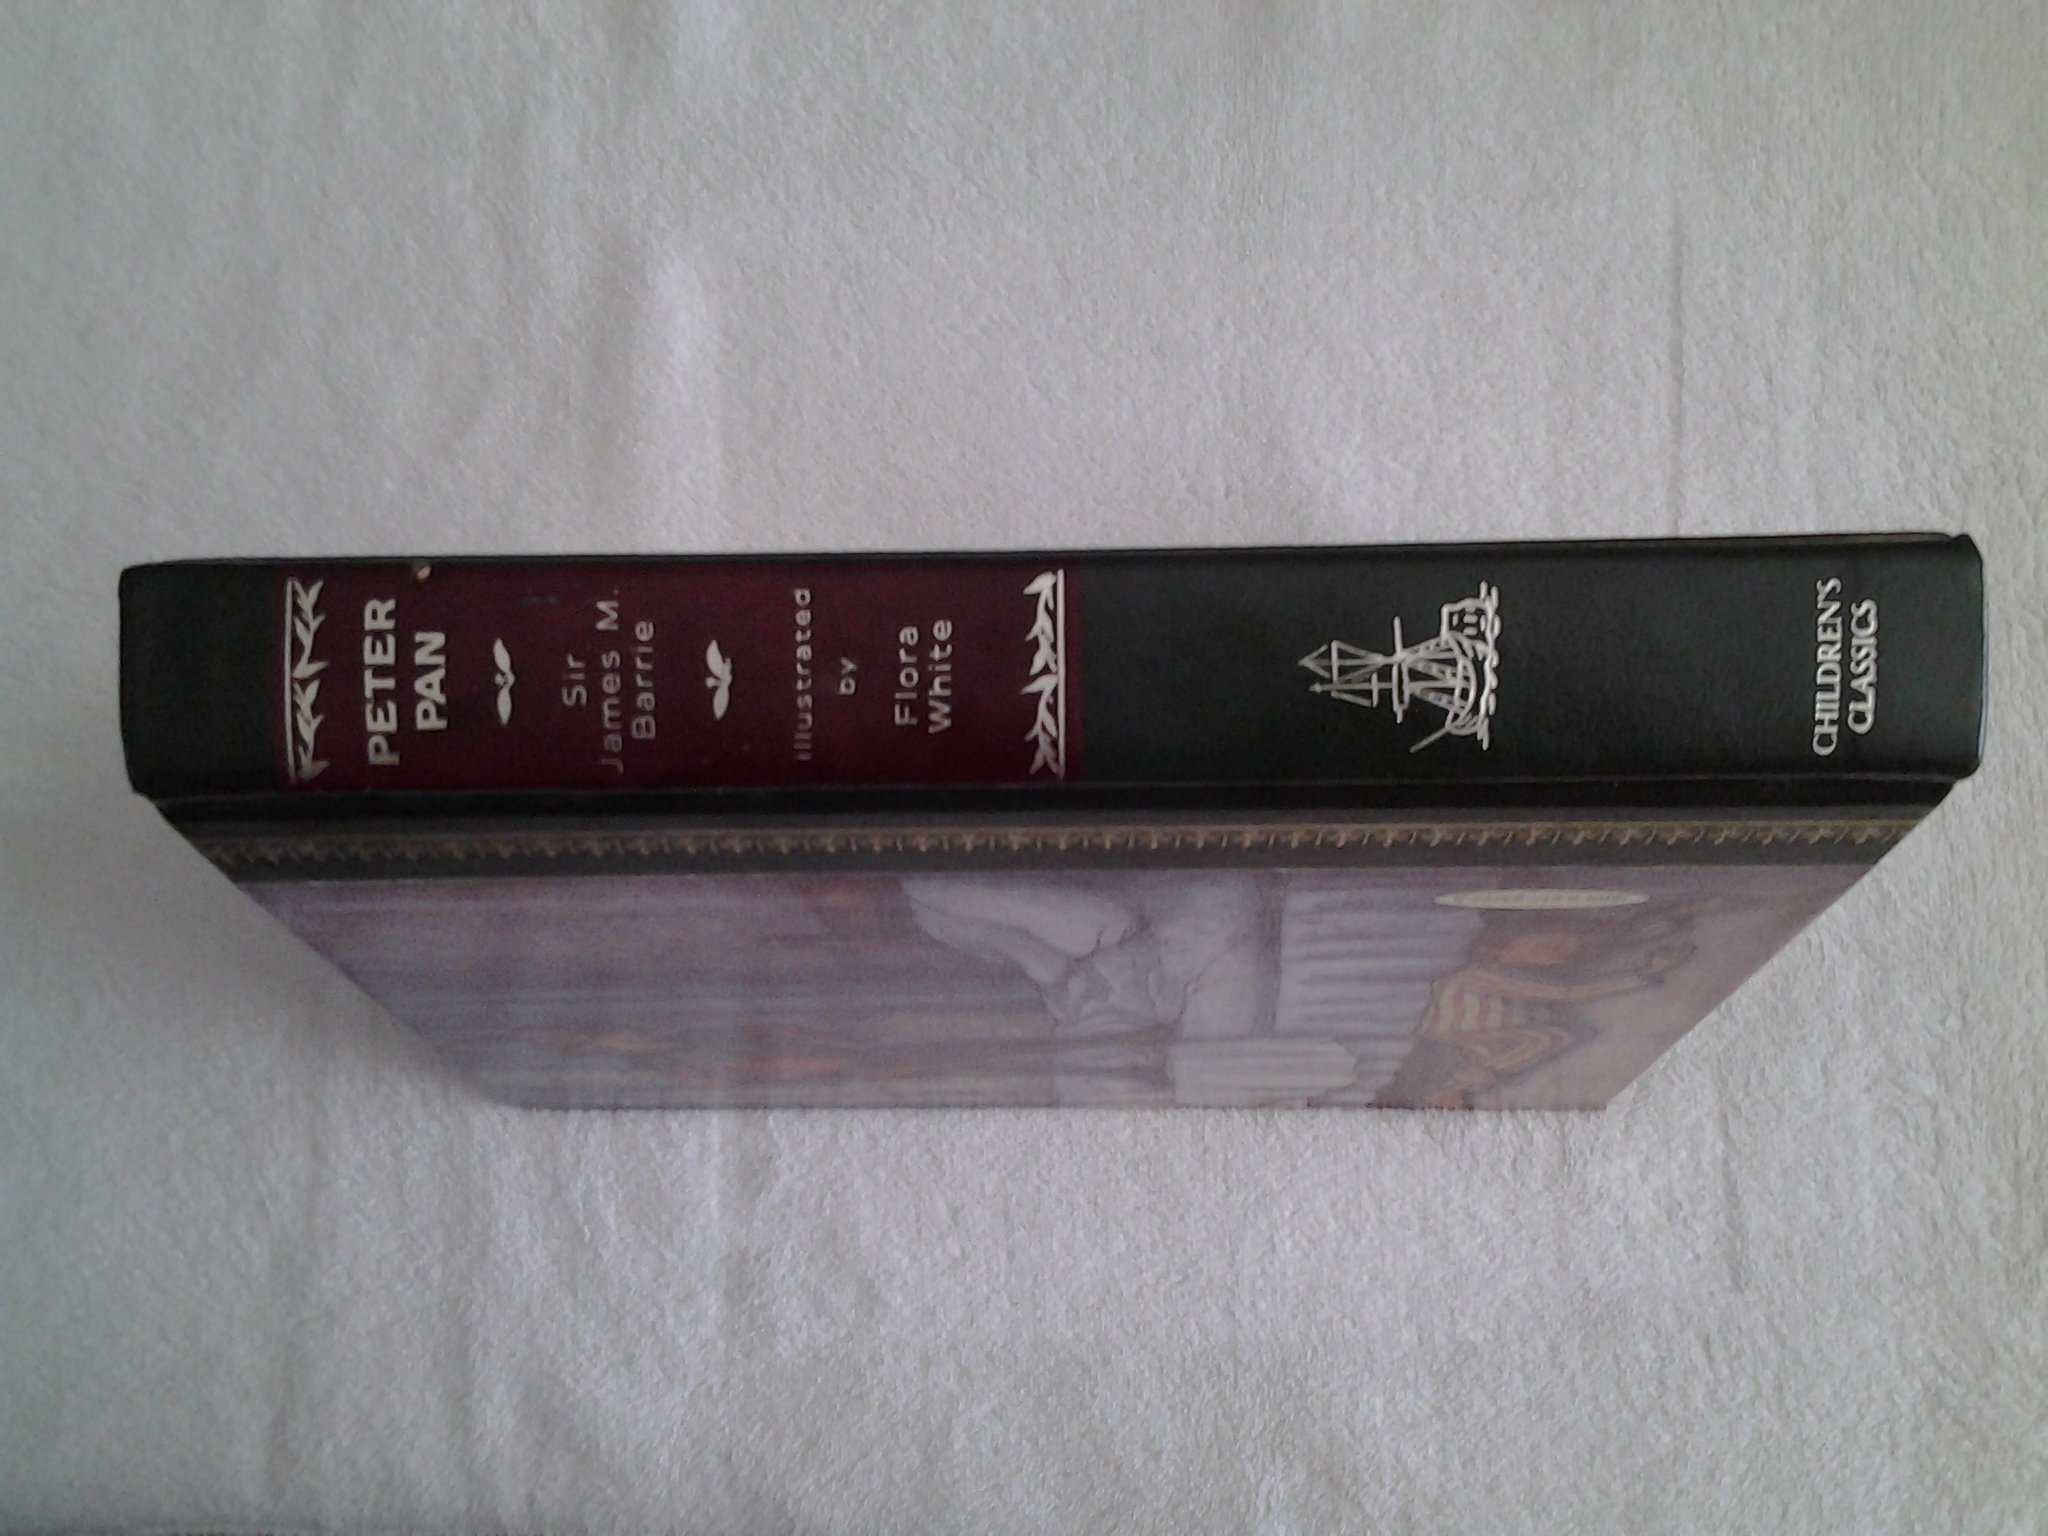 PETER
PAN
Sir
James M.
Barrie
illustrated
by
Flora
White
CHILDREN'S
CLASSICS